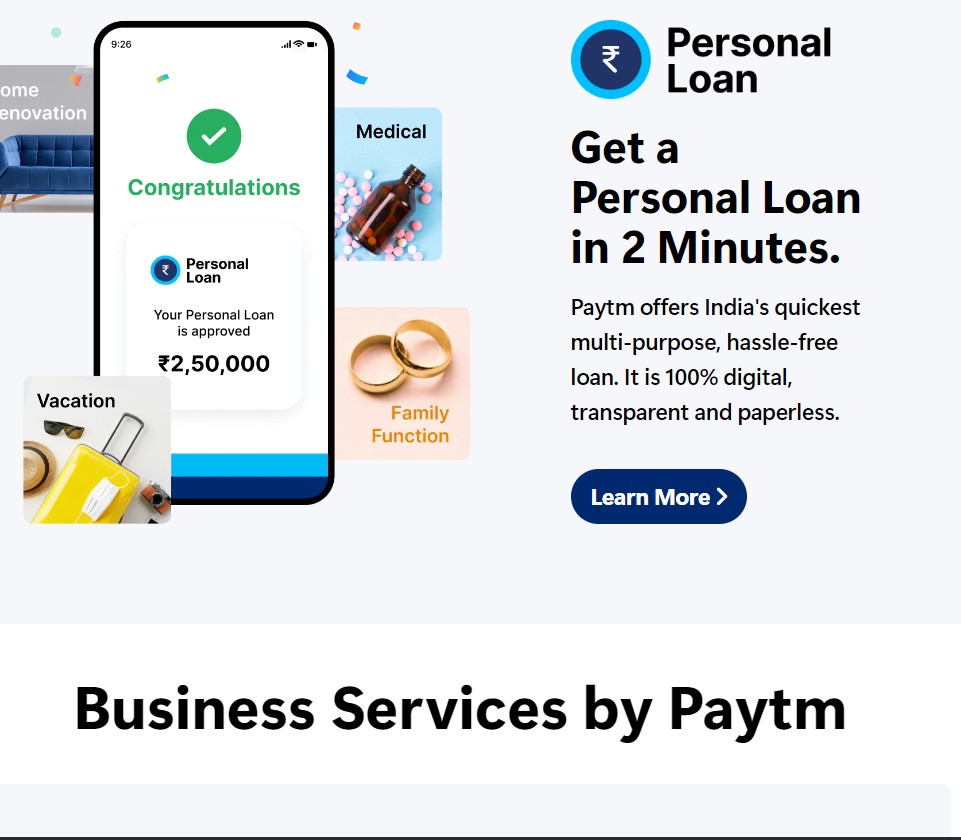 9:26
ome
enovation
Congratulations
Personal
Loan
Your Personal Loan
is approved
₹2,50,000
Medical
Family
Function
Vacation
₹ Personal
Loan
Get a
Personal Loan
in 2 Minutes.
Paytm offers India's quickest
multi-purpose, hassle-free
loan. It is 100% digital,
transparent and paperless.
Learn More
Business Services by Paytm